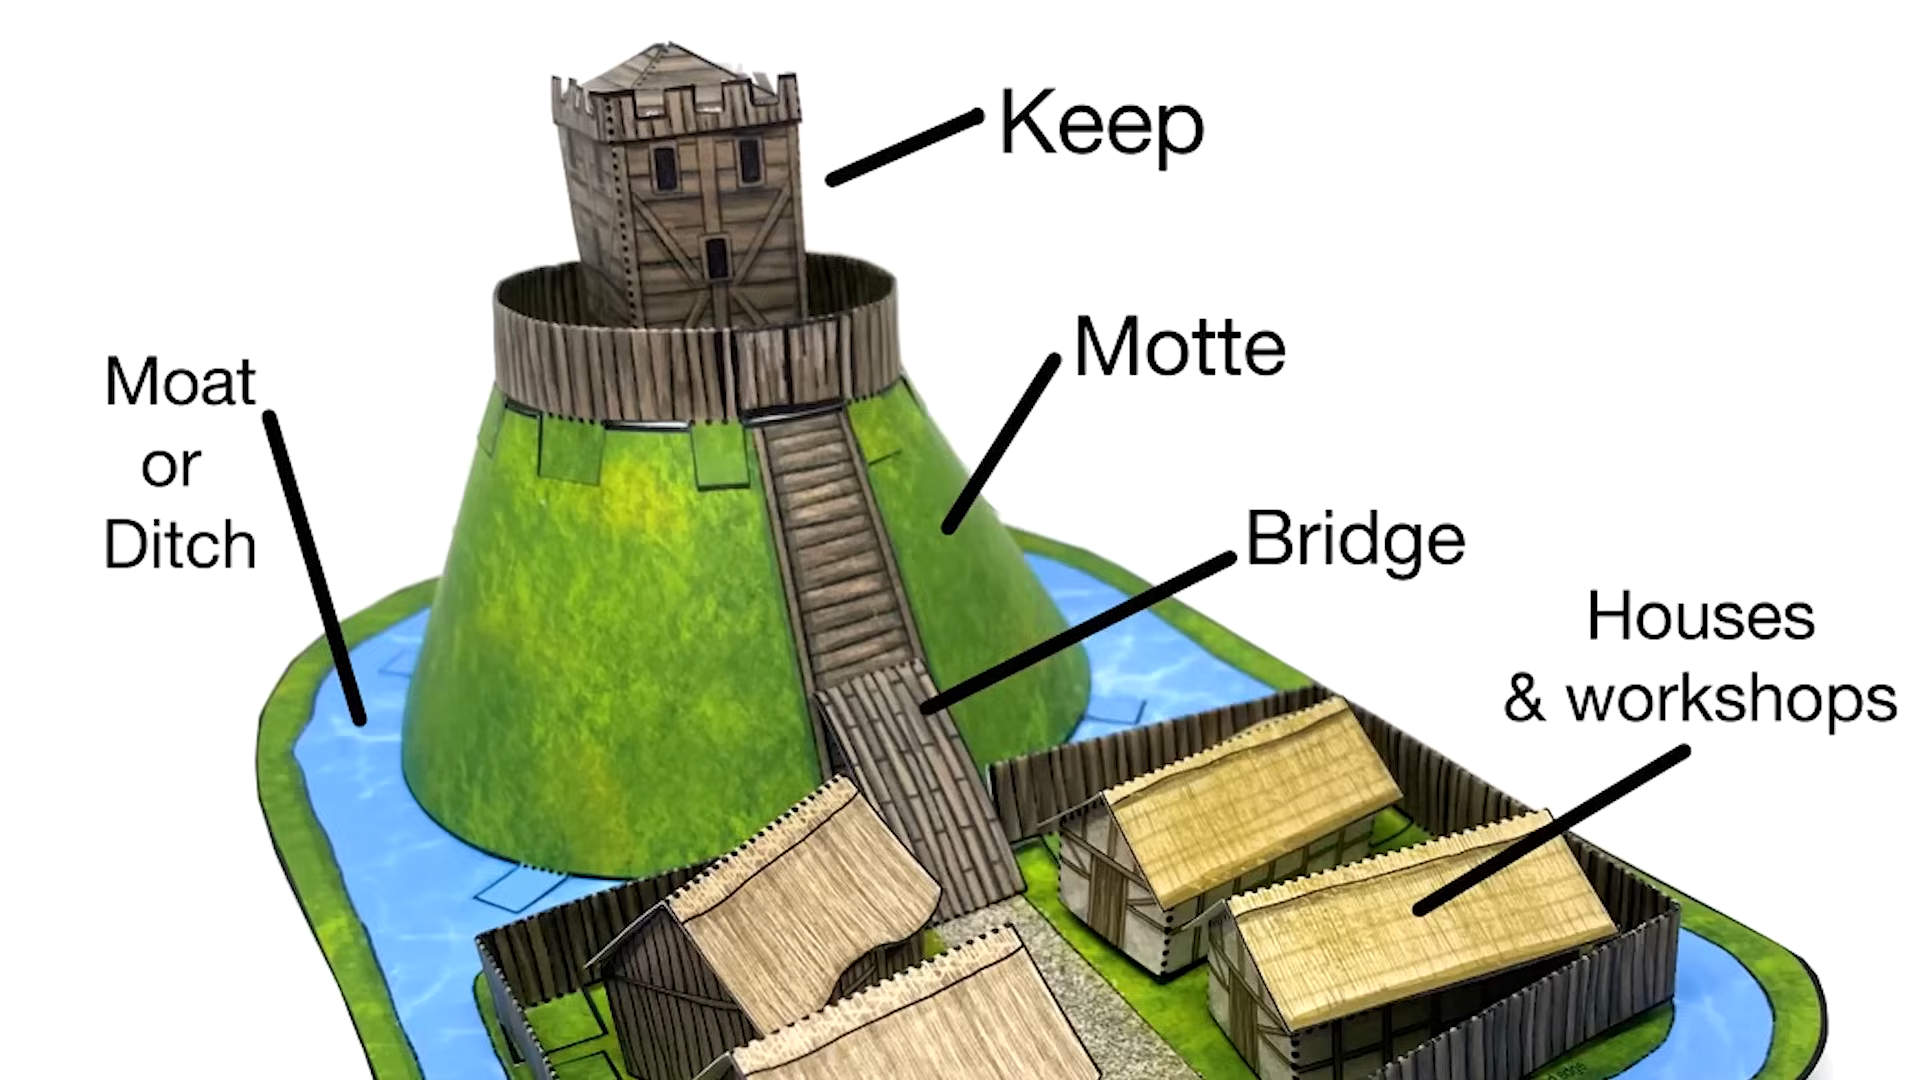 Keep
Motte
Moat
or
Ditch
Bridge
Houses
& workshops